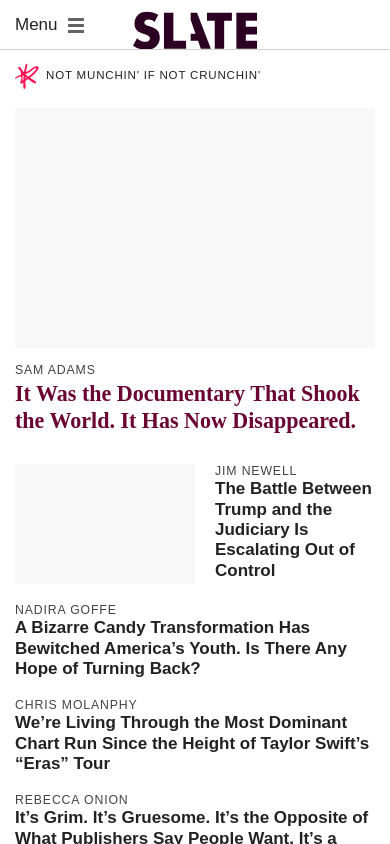 Menu
SLATE
NOT MUNCHIN' IF NOT CRUNCHIN'
SAM ADAMS
It Was the Documentary That Shook
the World. It Has Now Disappeared.
JIM NEWELL
The Battle Between
Trump and the
Judiciary Is
Escalating Out of
Control
NADIRA GOFFE
A Bizarre Candy Transformation Has
Bewitched America’s Youth. Is There Any
Hope of Turning Back?
CHRIS MOLANPHY
We’re Living Through the Most Dominant
Chart Run Since the Height of Taylor Swift’s
“Eras” Tour
REBECCA ONION
It’s Grim. It’s Gruesome. It’s the Opposite of
What Publishers Say People Want. It’s a